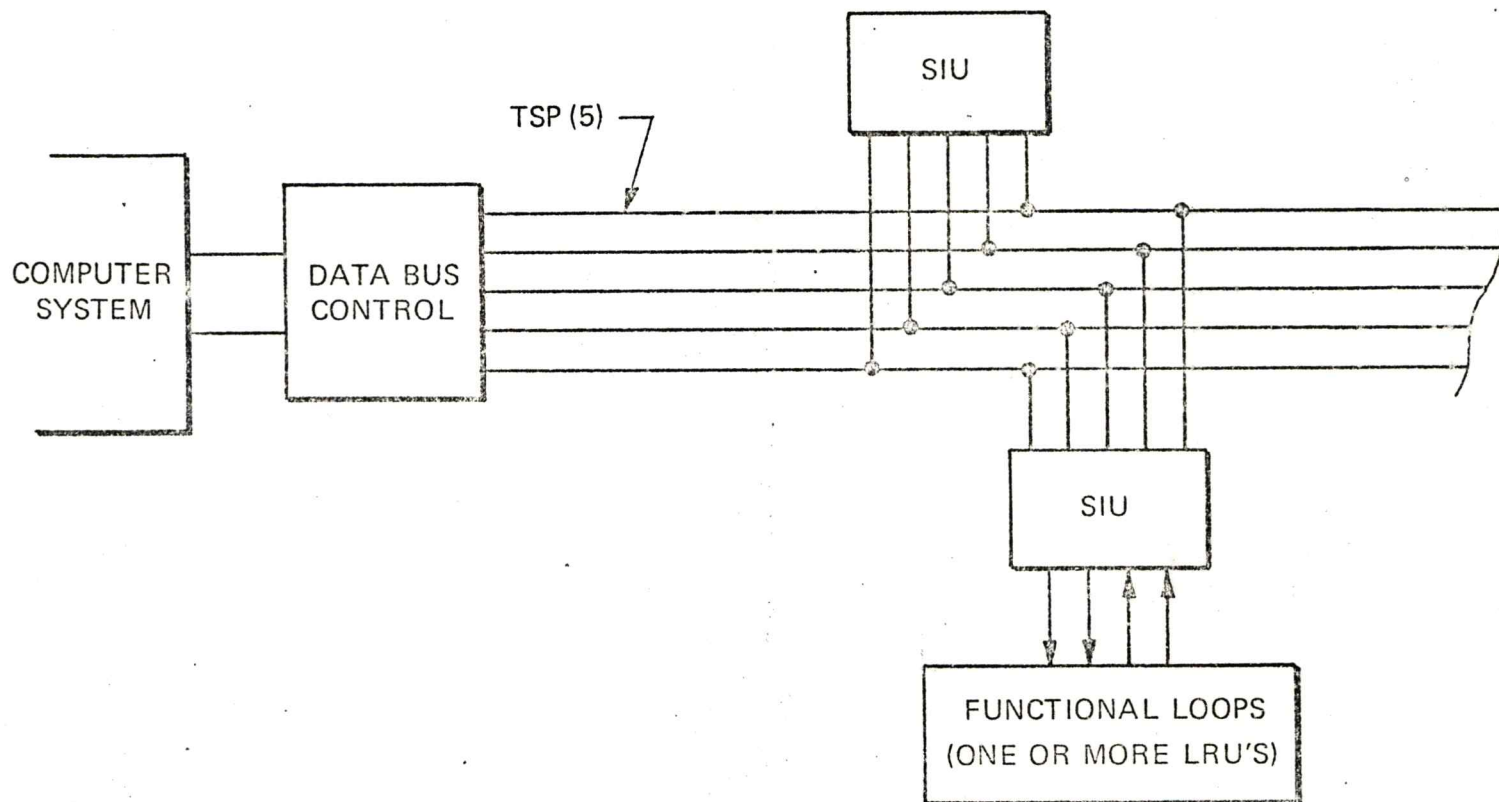 SIU
TSP (5)
COMPUTER
SYSTEM
DATA BUS
CONTROL
SIU
FUNCTIONAL LOOPS
(ONE OR MORE LRU'S)